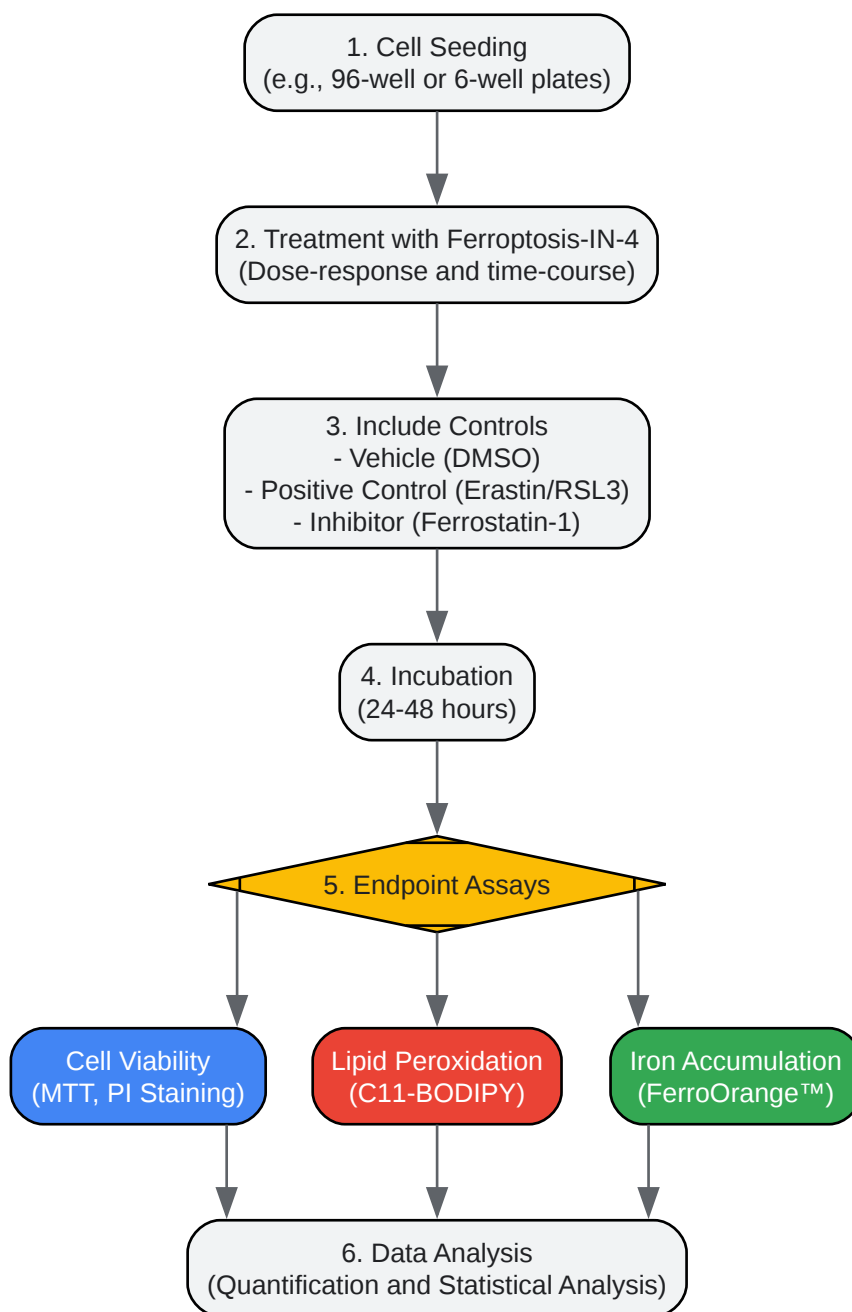 1. Cell Seeding
(e.g., 96-well or 6-well plates)
2. Treatment with Ferroptosis-IN-4
(Dose-response and time-course)
3. Include Controls
- Vehicle (DMSO)
- Positive Control (Erastin/RSL3)
- Inhibitor (Ferrostatin-1)
4. Incubation
(24-48 hours)
5. Endpoint Assays
Cell Viability
(MTT, PI Staining)
Lipid Peroxidation
(C11-BODIPY)
Iron Accumulation
(FerroOrange™)
6. Data Analysis
(Quantification and Statistical Analysis)